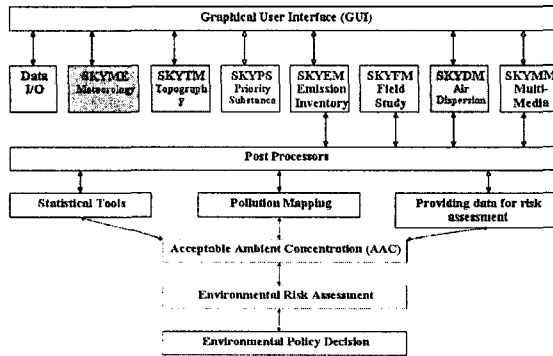 Graphical User Interface (GUI)
Data
I/O
SKYME
Meteorology
SKYTM
Topograph
y
SKYPS
Priority
Substance
SKYEM
Emission
Inventory
SKYFM
Field
Study
SKYDM
Air
Dispersion
SKYMM
Multi-
Media
Post Processors
Statistical Tools
Pollution Mapping
Providing data for risk
assessment
Acceptable Ambient Concentration (AAC)
Environmental Risk Assessment
Environmental Policy Decision